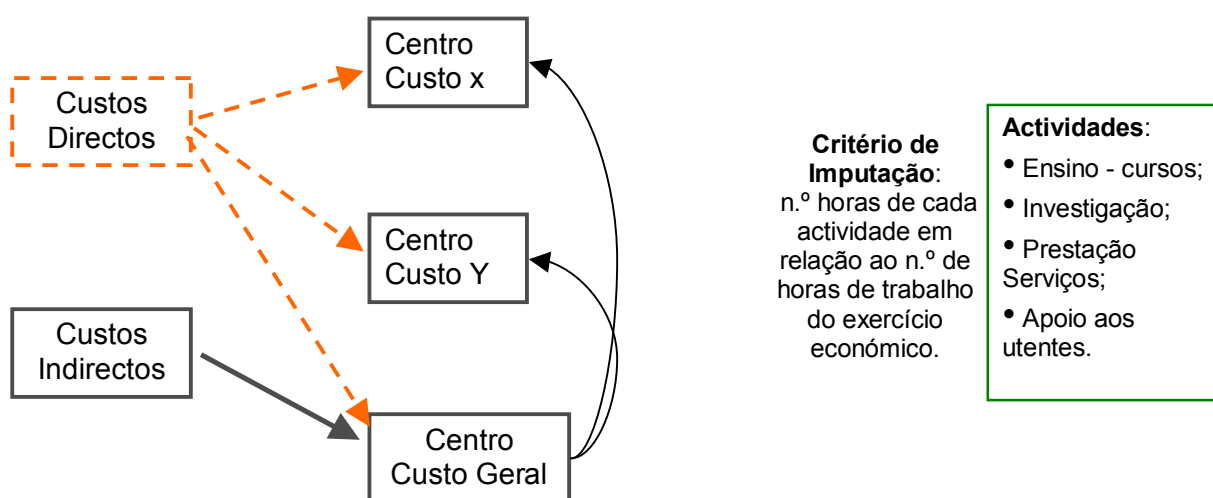 Custos
Directos
Custos
Indirectos
Centro
Custo x
Centro
Custo Y
Centro
Custo Geral
Critério de
Imputação:
n.º horas de cada
actividade em
relação ao n.º de
horas de trabalho
do exercício
económico.
Actividades:
• Ensino - cursos;
• Investigação;
• Prestação
Serviços;
• Apoio aos
utentes.